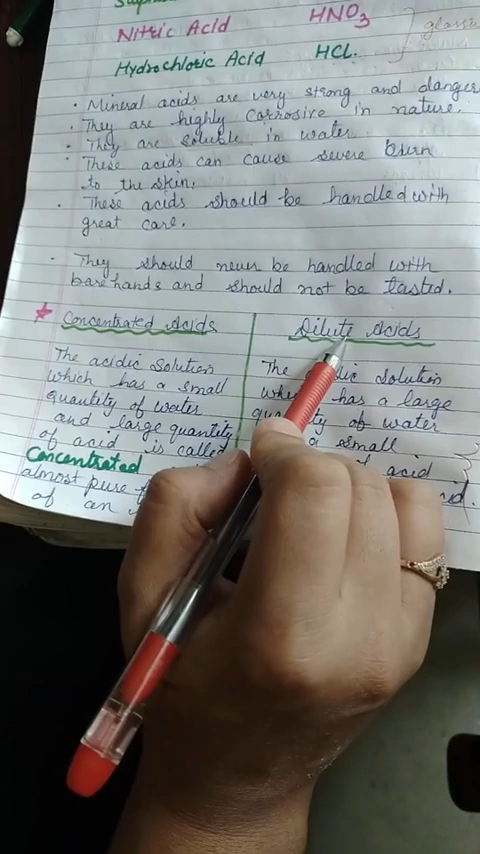 Nitric Acid HNO3
Hydrochloric Acid HCL.
· Mineral acids are very strong and danger
· They are highly corrosive in nature.
· They are soluble in water.
· These acids can cause severe burn
to the skin.
· These acids should be handled with
great care.
· They should never be handled with
bare hands and should not be tasted.
Concentrated Acids
The acidic solution
which has a small
quantity of water
and large quantity
of acid is called
Concentrated
almost pure
of an
Dilute Acids
The solution
has a large
of water
a small
acid